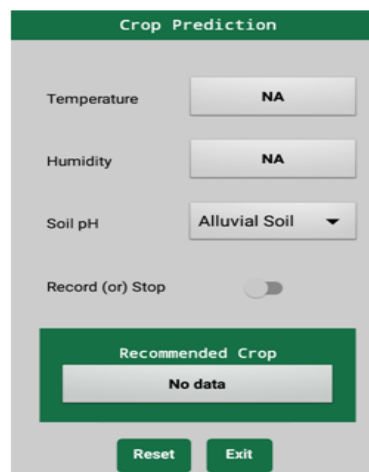 Crop Prediction
Temperature NA
Humidity NA
Soil pH Alluvial Soil
Record (or) Stop
Recommended Crop
No data
Reset Exit